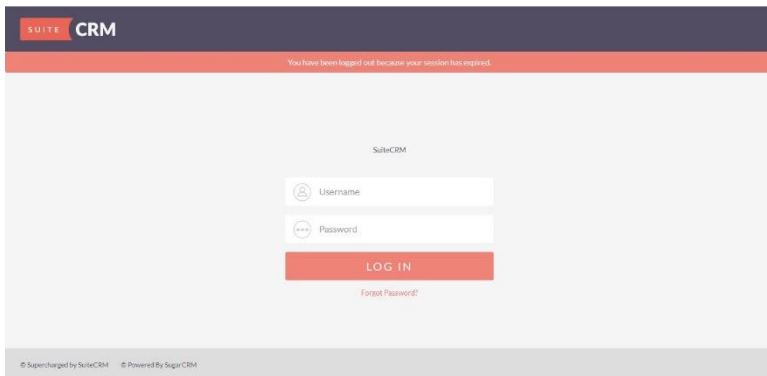 SUITE CRM
You have been logged out because your session has expired.
SuiteCRM
Username
Password
LOG IN
Forgot Password?
© Supercharged by SuiteCRM © Powered By SugarCRM